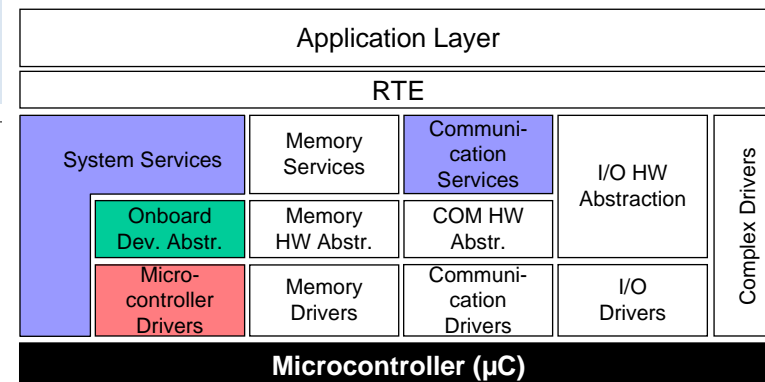 Application Layer
RTE
System Services
Memory
Services
Communi-
cation
Services
I/O HW
Abstraction
Complex Drivers
Onboard
Dev. Abstr.
Memory
HW Abstr.
COM HW
Abstr.
Micro-
controller
Drivers
Memory
Drivers
Communi-
cation
Drivers
I/O
Drivers
Microcontroller (µC)